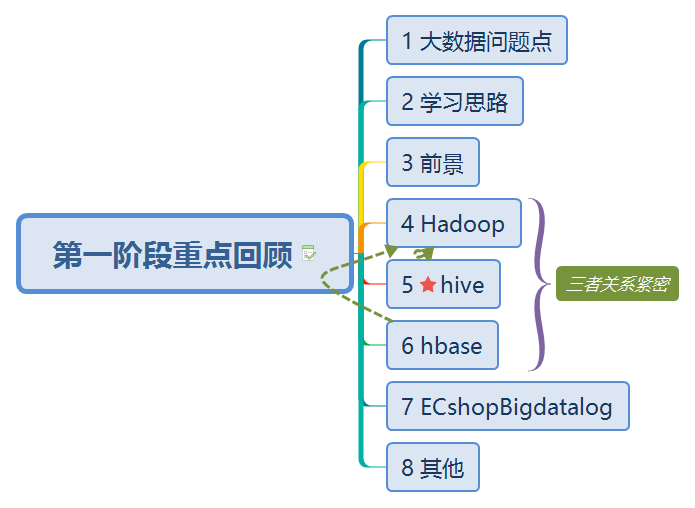 1 大数据问题点
2 学习思路
3 前景
第一阶段重点回顾
4 Hadoop
5 hive
三者关系紧密
6 hbase
7 ECshopBigdatalog
8 其他